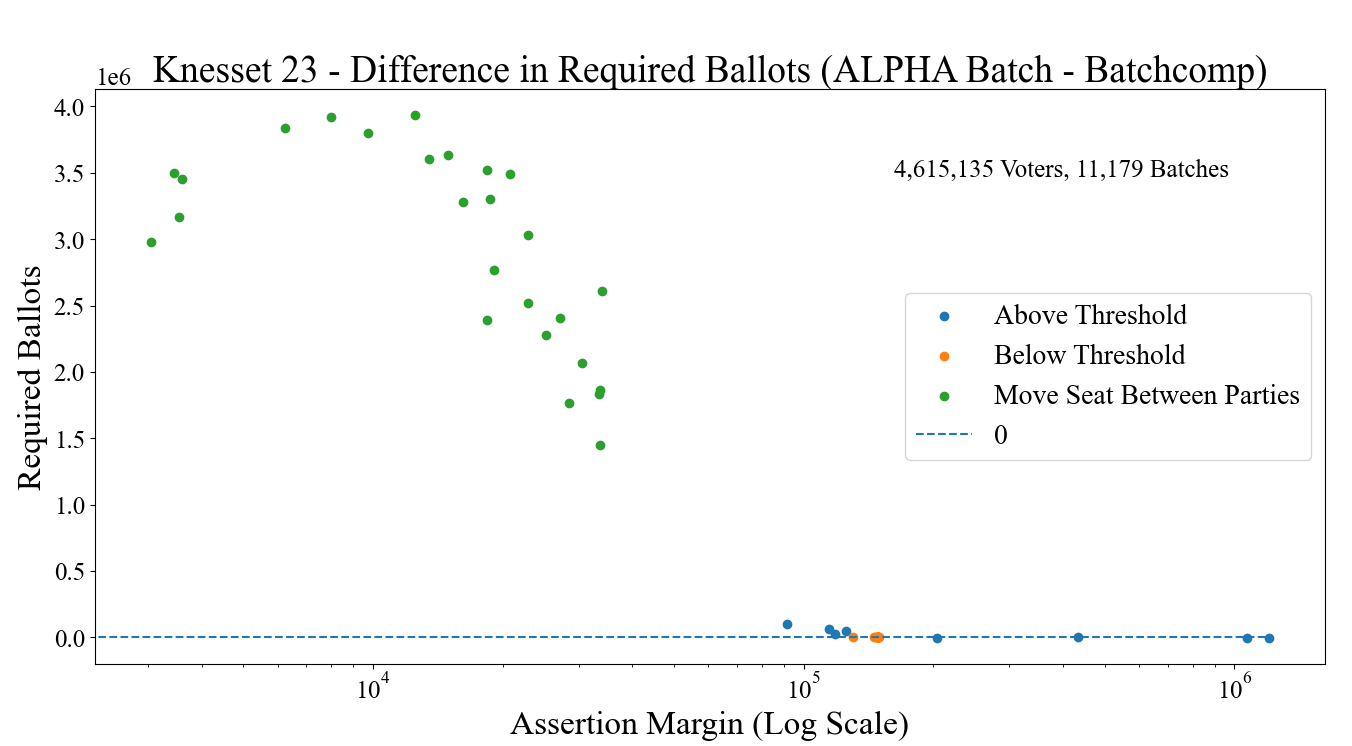 Knesset 23 - Difference in Required Ballots (ALPHA Batch - Batchcomp)
1e6
4.0
3.5
3.0
2.5
2.0
1.5
1.0
0.5
0.0
Required Ballots
4,615,135 Voters, 11,179 Batches
Above Threshold
Below Threshold
Move Seat Between Parties
0
10^4
10^5
10^6
Assertion Margin (Log Scale)